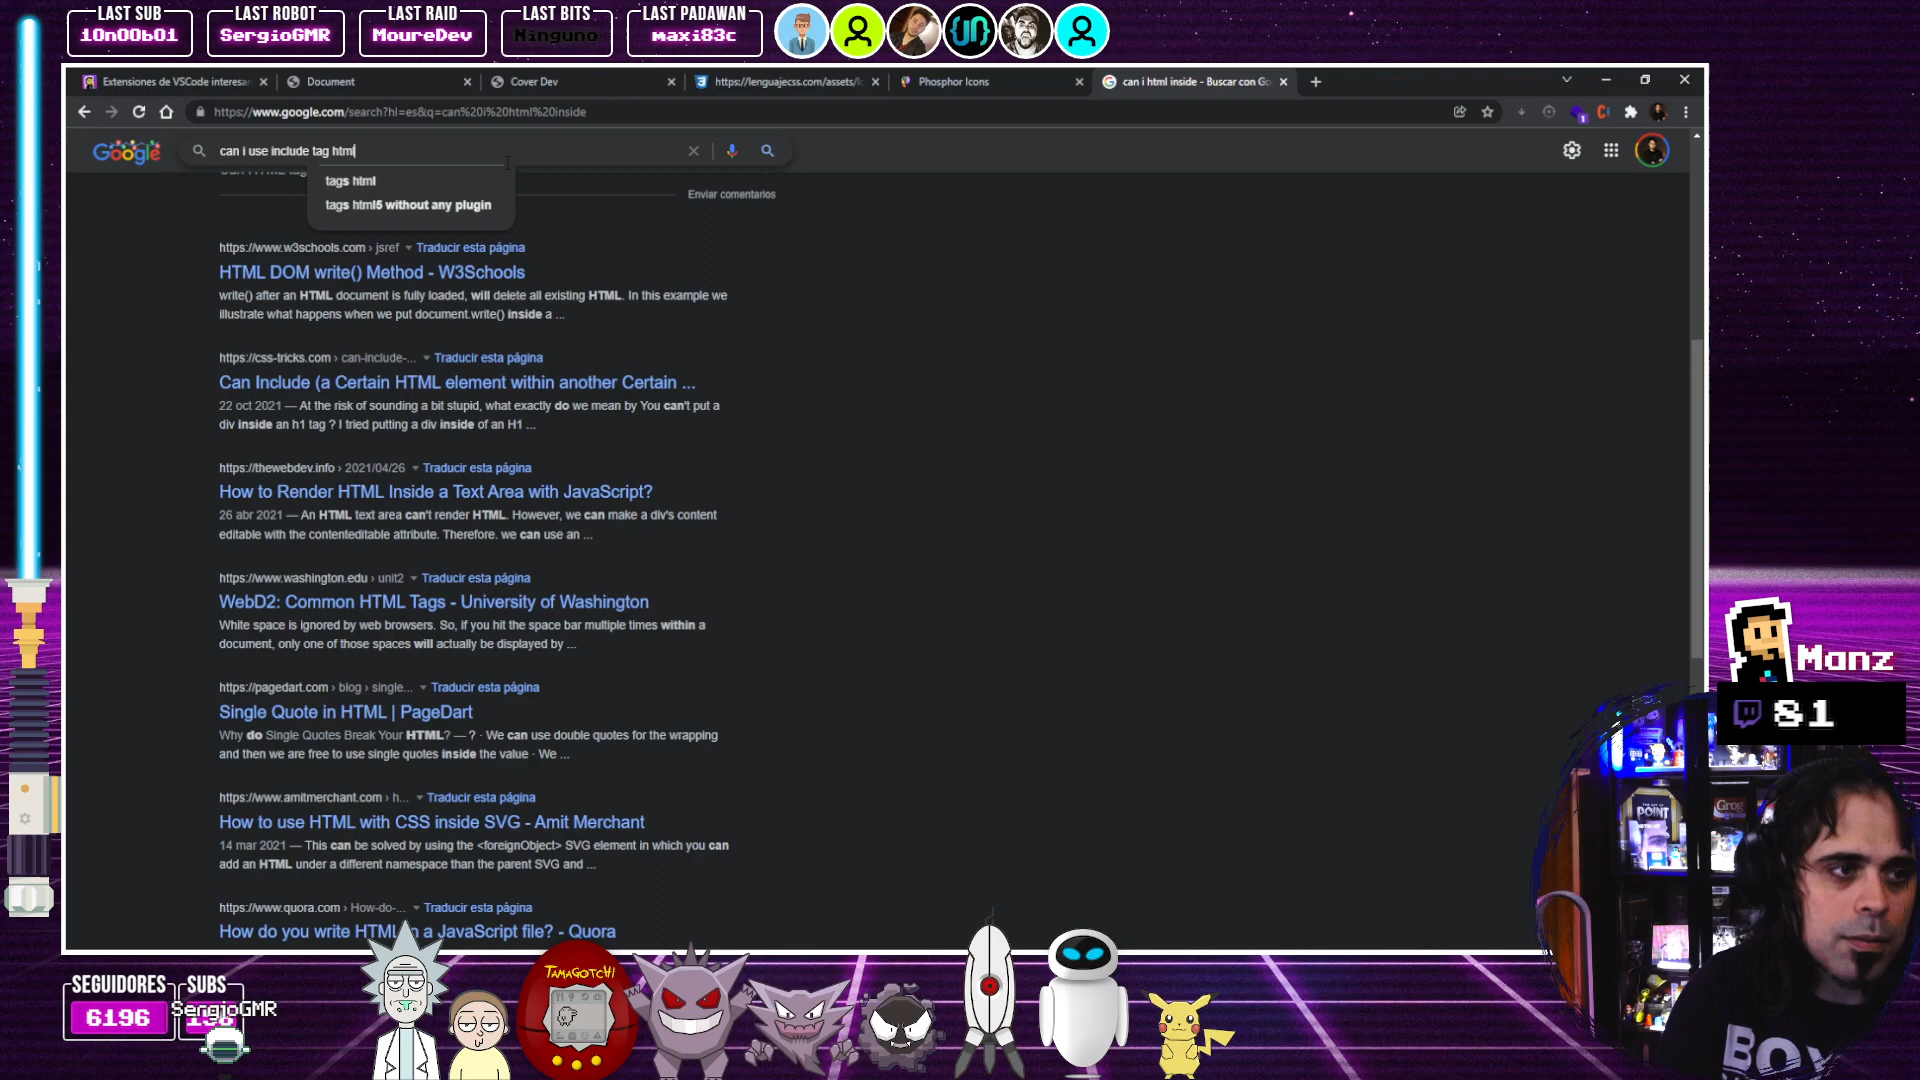 LAST SUB
10n00b01
LAST ROBOT
SergioGMR
LAST RAID
MoureDev
LAST BITS
Ninguno
LAST PADAWAN
maxi83c
Extensiones de VSCode interesar
Document
Cover Dev
https://lenguajecss.com/assets/lo
Phosphor Icons
can i html inside - Buscar con Go
https://www.google.com/search?hl=es&q=can%20i%20html%20inside
Google
can i use include tag html
tags html
tags html5 without any plugin
Enviar comentarios
https://www.w3schools.com › jsref Traducir esta página
HTML DOM write() Method - W3Schools
write() after an HTML document is fully loaded, will delete all existing HTML. In this example we
illustrate what happens when we put document.write() inside a ...
https://css-tricks.com › can-include-... Traducir esta página
Can Include (a Certain HTML element within another Certain ...
22 oct 2021 — At the risk of sounding a bit stupid, what exactly do we mean by You can't put a
div inside an h1 tag ? I tried putting a div inside of an H1 ...
https://thewebdev.info › 2021/04/26 Traducir esta página
How to Render HTML Inside a Text Area with JavaScript?
26 abr 2021 — An HTML text area can't render HTML. However, we can make a div's content
editable with the contenteditable attribute. Therefore. we can use an ...
https://www.washington.edu › unit2 Traducir esta página
WebD2: Common HTML Tags - University of Washington
White space is ignored by web browsers. So, if you hit the space bar multiple times within a
document, only one of those spaces will actually be displayed by ...
https://pagedart.com › blog › single... Traducir esta página
Single Quote in HTML | PageDart
Why do Single Quotes Break Your HTML? — ? · We can use double quotes for the wrapping
and then we are free to use single quotes inside the value · We ...
https://www.amitmerchant.com › h... Traducir esta página
How to use HTML with CSS inside SVG - Amit Merchant
14 mar 2021 — This can be solved by using the <foreignObject> SVG element in which you can
add an HTML under a different namespace than the parent SVG and ...
https://www.quora.com › How-do-... Traducir esta página
How do you write HTML in a JavaScript file? - Quora
Manz
81
SEGUIDORES
6196
SUBS
SergioGMR
TAMAGOTCHI
POINT
Grog
BOY